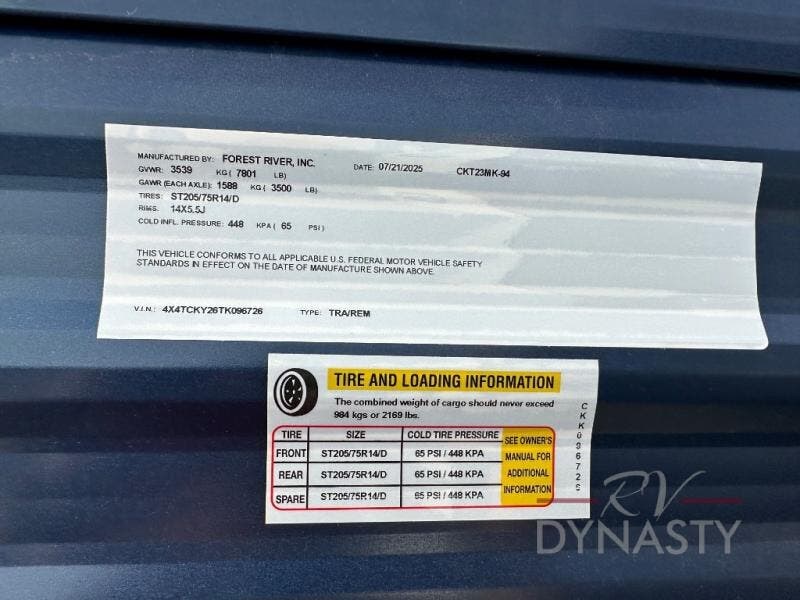 MANUFACTURED BY: FOREST RIVER, INC. DATE: 07/21/2025 CKT23MK-94
GVWR: 3539 KG ( 7801 LB)
GAWR (EACH AXLE): 1588 KG ( 3500 LB)
TIRES: ST205/75R14/D
RIMS. 14X5.5J
COLD INFL. PRESSURE: 448 KPA ( 65 PSI )
THIS VEHICLE CONFORMS TO ALL APPLICABLE U.S. FEDERAL MOTOR VEHICLE SAFETY
STANDARDS IN EFFECT ON THE DATE OF MANUFACTURE SHOWN ABOVE.
V.I.N.: 4X4TCKY26TK096726 TYPE: TRA/REM
TIRE AND LOADING INFORMATION
The combined weight of cargo should never exceed
984 kgs or 2169 lbs.
TIRE SIZE COLD TIRE PRESSURE
FRONT ST205/75R14/D 65 PSI / 448 KPA
REAR ST205/75R14/D 65 PSI / 448 KPA
SPARE ST205/75R14/D 65 PSI / 448 KPA
SEE OWNER'S
MANUAL FOR
ADDITIONAL
INFORMATION
CKK096726
RV
DYNASTY